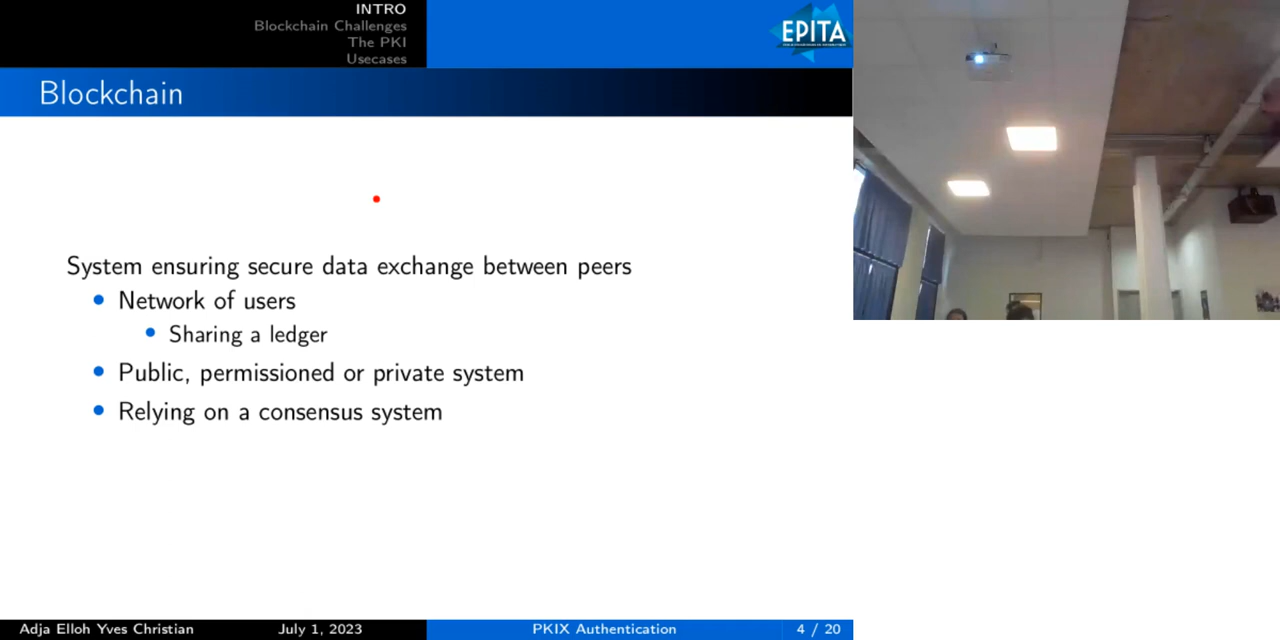 INTRO
Blockchain Challenges
The PKI
Usecases
EPITA
Blockchain
System ensuring secure data exchange between peers
Network of users
Sharing a ledger
Public, permissioned or private system
Relying on a consensus system
Adja Elloh Yves Christian July 1, 2023 PKIX Authentication 4 / 20